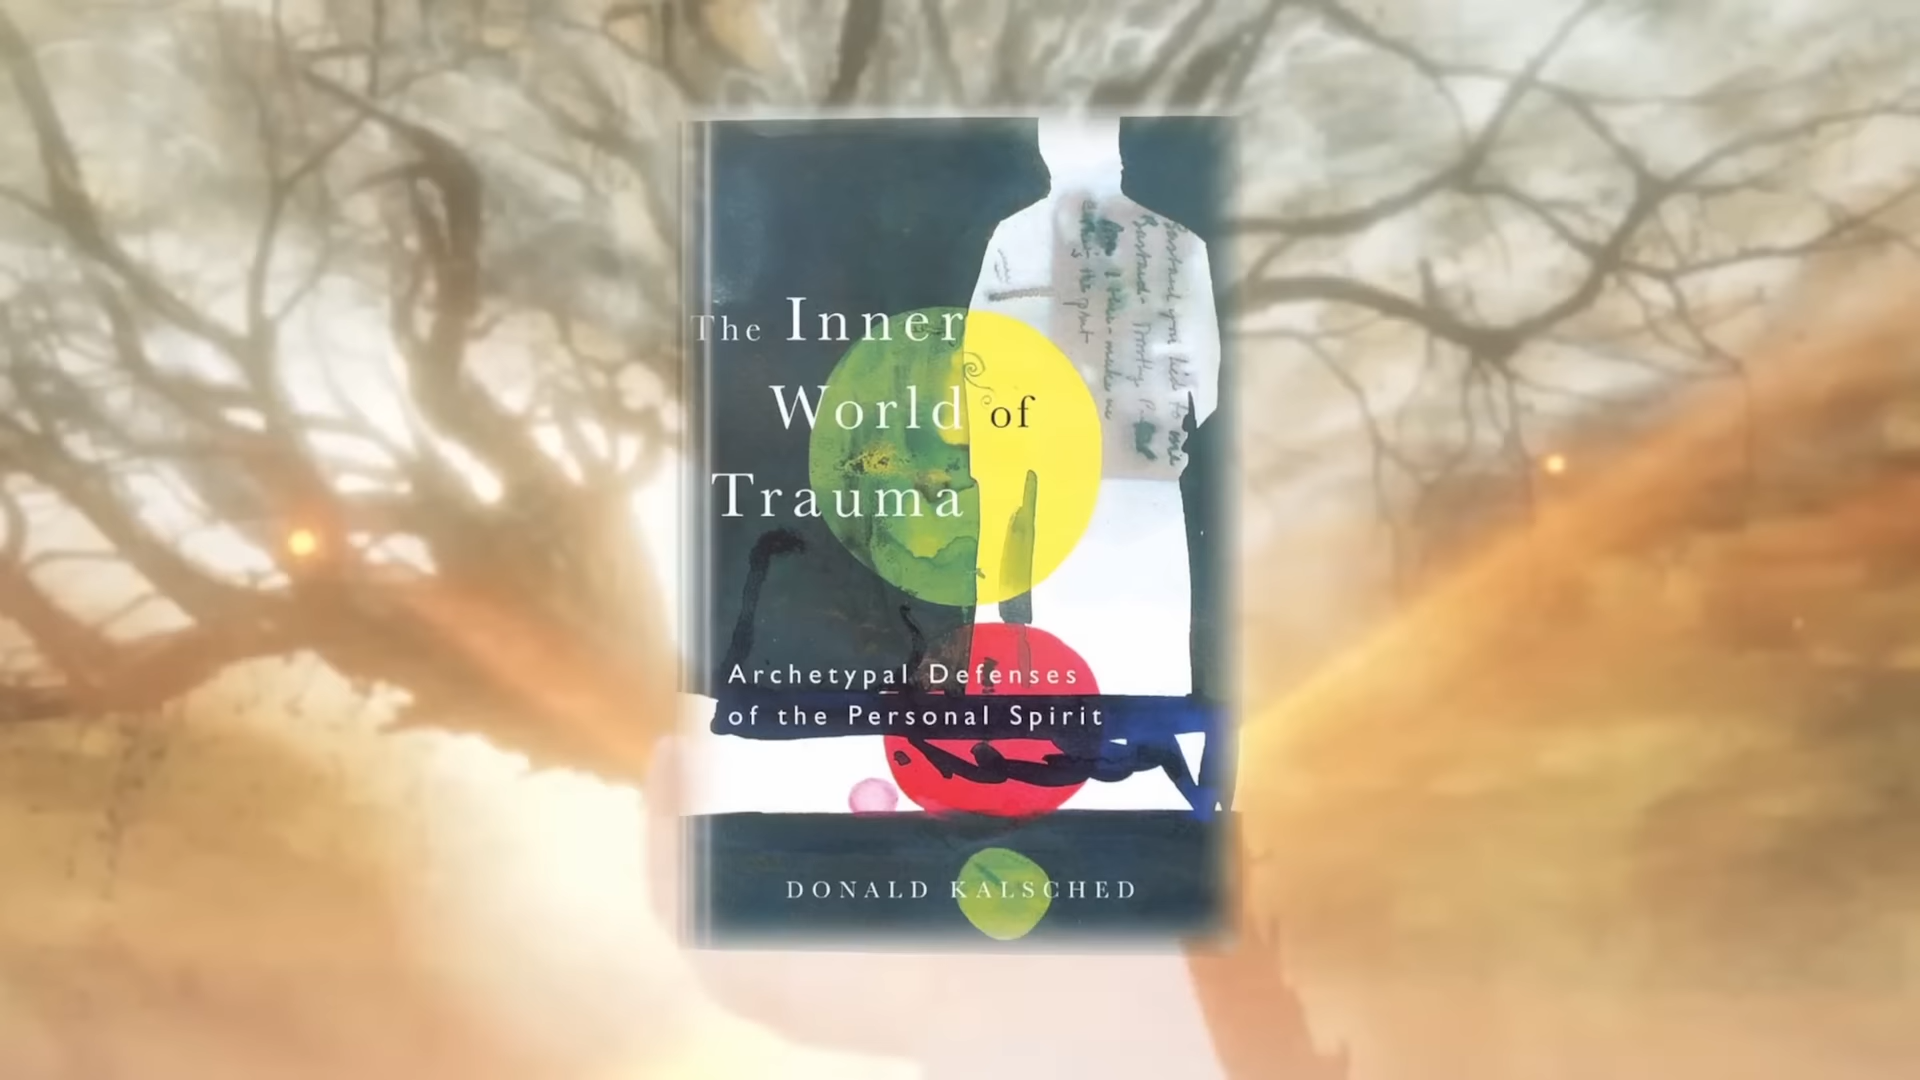 The Inner
World of
Trauma
Archetypal Defenses
of the Personal Spirit
DONALD KALSCHED